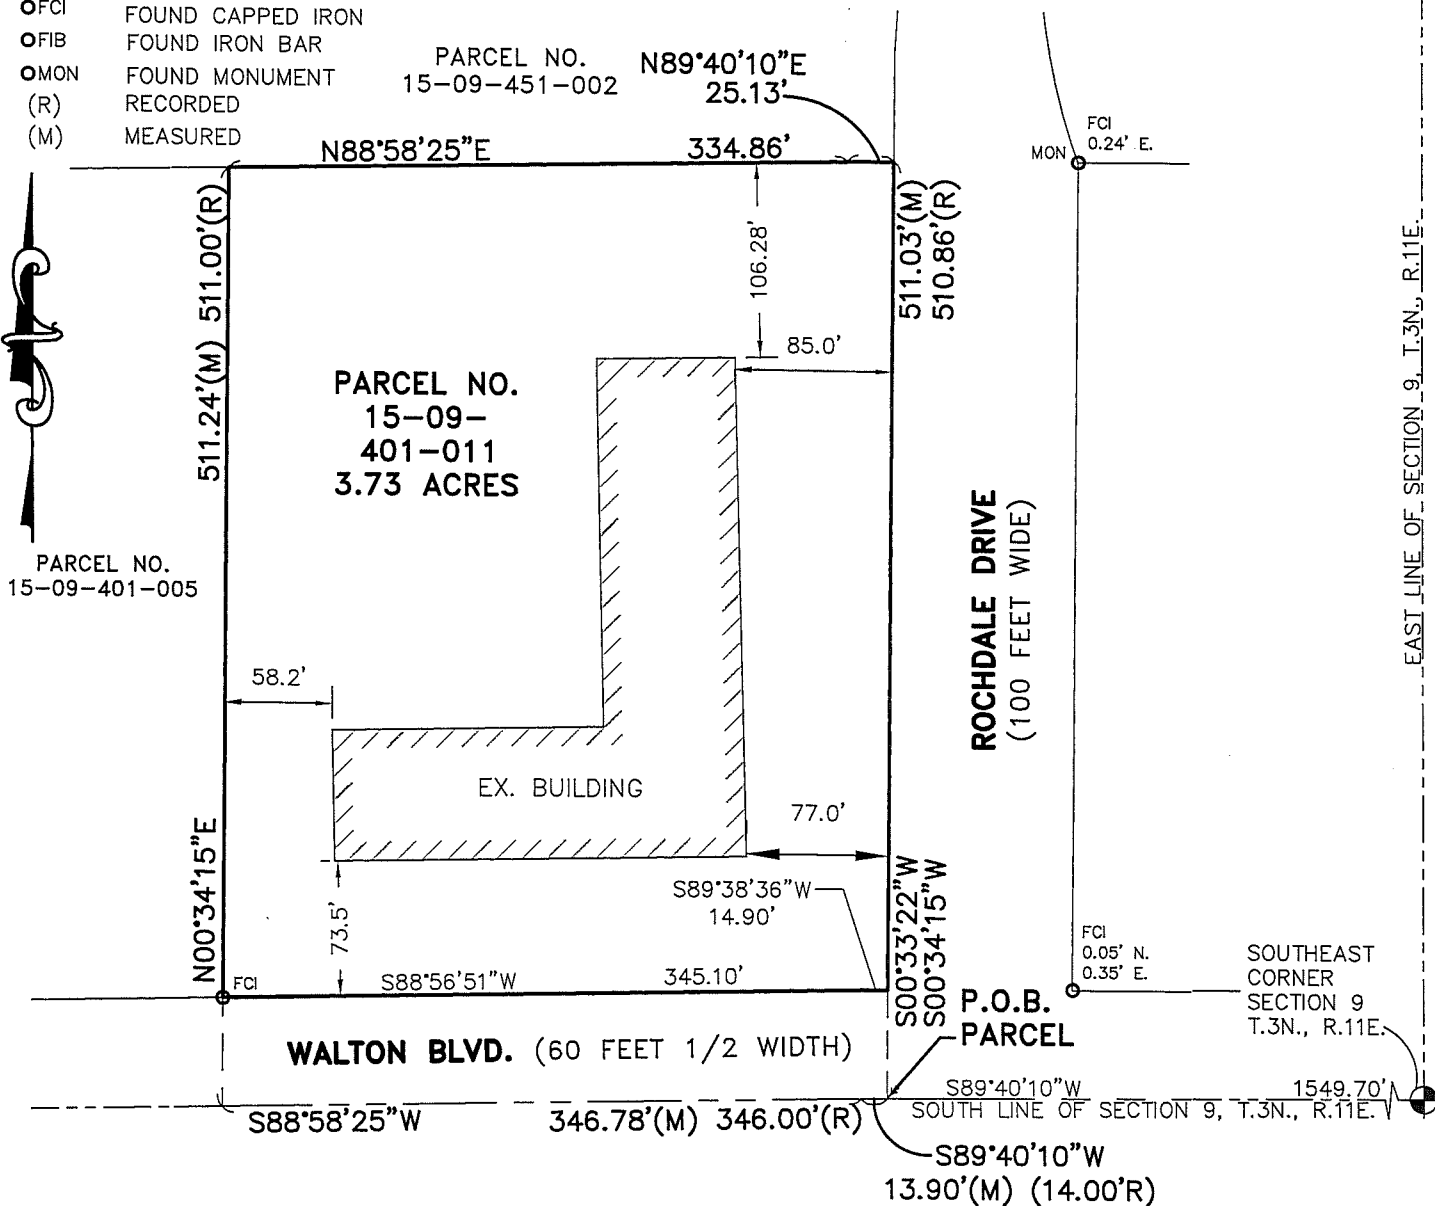 FCI FOUND CAPPED IRON
FIB FOUND IRON BAR
MON FOUND MONUMENT
(R) RECORDED
(M) MEASURED
PARCEL NO.
15-09-451-002
N89°40'10"E
25.13'
N88°58'25"E
334.86'
FCI
0.24' E.
MON
511.24'(M) 511.00'(R)
106.28'
511.03'(M)
510.86'(R)
85.0'
PARCEL NO.
15-09-
401-011
3.73 ACRES
EAST LINE OF SECTION 9, T.3N., R.11E.
ROCHDALE DRIVE
(100 FEET WIDE)
PARCEL NO.
15-09-401-005
58.2'
EX. BUILDING
77.0'
N00°34'15"E
73.5'
S89°38'36"W
14.90'
S00°33'22"W
S00°34'15"W
FCI
S88°56'51"W
345.10'
FCI
0.05' N.
0.35' E.
SOUTHEAST
CORNER
SECTION 9
T.3N., R.11E.
P.O.B.
PARCEL
WALTON BLVD. (60 FEET 1/2 WIDTH)
S89°40'10"W
1549.70'
SOUTH LINE OF SECTION 9, T.3N., R.11E.
S88°58'25"W
346.78'(M) 346.00'(R)
S89°40'10"W
13.90'(M) (14.00'R)